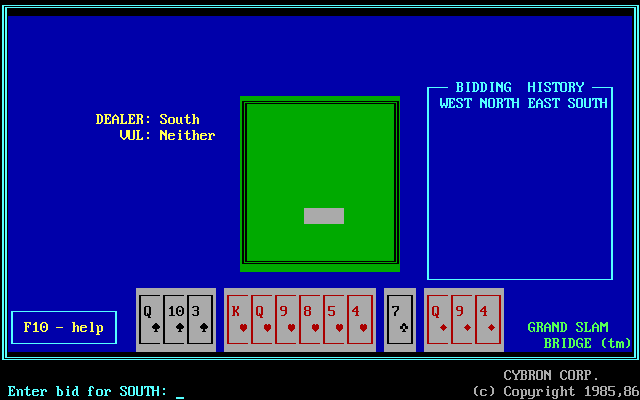 BIDDING HISTORY
WEST NORTH EAST SOUTH
DEALER: South
VUL: Neither
Q 10 3 K Q 9 8 5 4 7 Q 9 4
F10 - help
GRAND SLAM
BRIDGE (tm)
CYBRON CORP.
Enter bid for SOUTH: _
(c) Copyright 1985,86